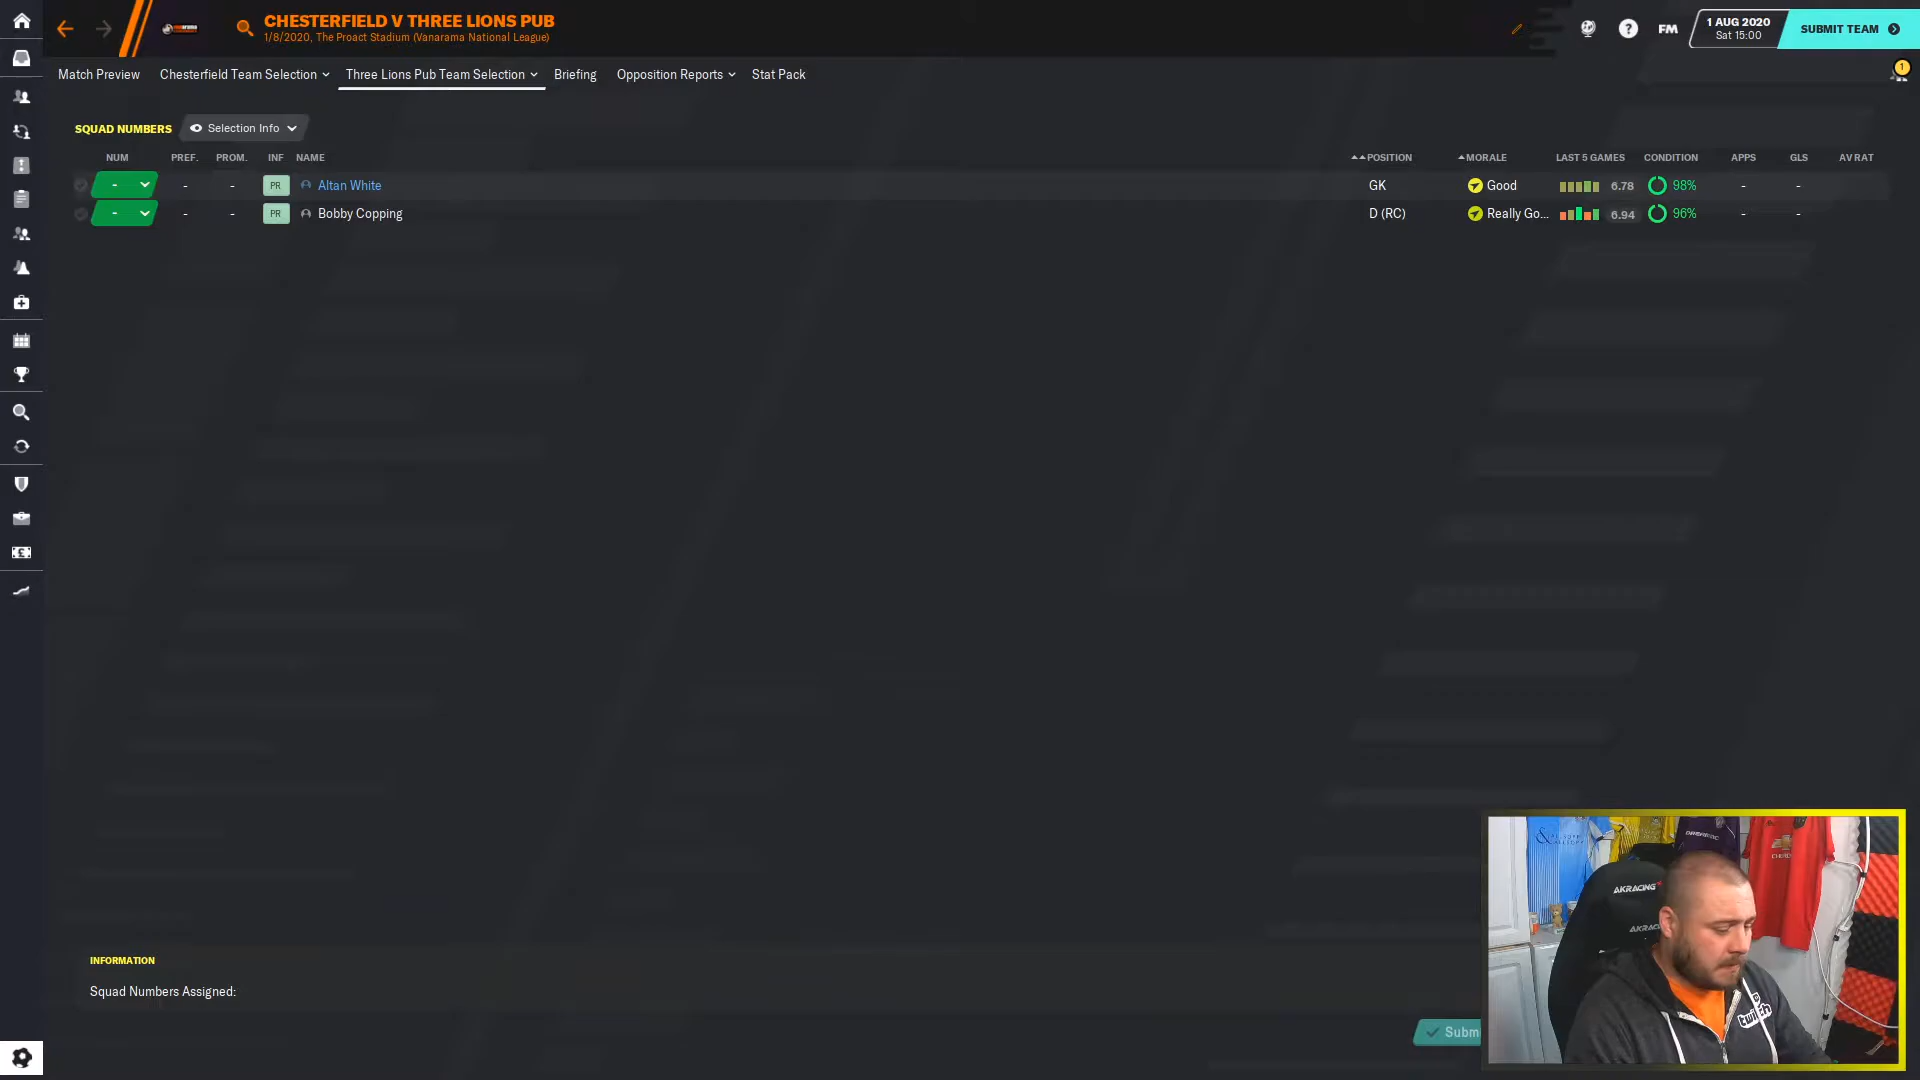 CHESTERFIELD V THREE LIONS PUB
1/8/2020, The Proact Stadium (Vanarama National League)
FM
1 AUG 2020
Sat 15:00
SUBMIT TEAM
Match Preview Chesterfield Team Selection Three Lions Pub Team Selection Briefing Opposition Reports Stat Pack
1
SQUAD NUMBERS Selection Info
NUM PREF. PROM. INF NAME POSITION MORALE LAST 5 GAMES CONDITION APPS GLS AV RAT
- - - PR Altan White GK Good 6.78 98% - -
- - - PR Bobby Copping D (RC) Really Go... 6.94 96% - -
INFORMATION
Squad Numbers Assigned:
Subm
AKRACING
twitch